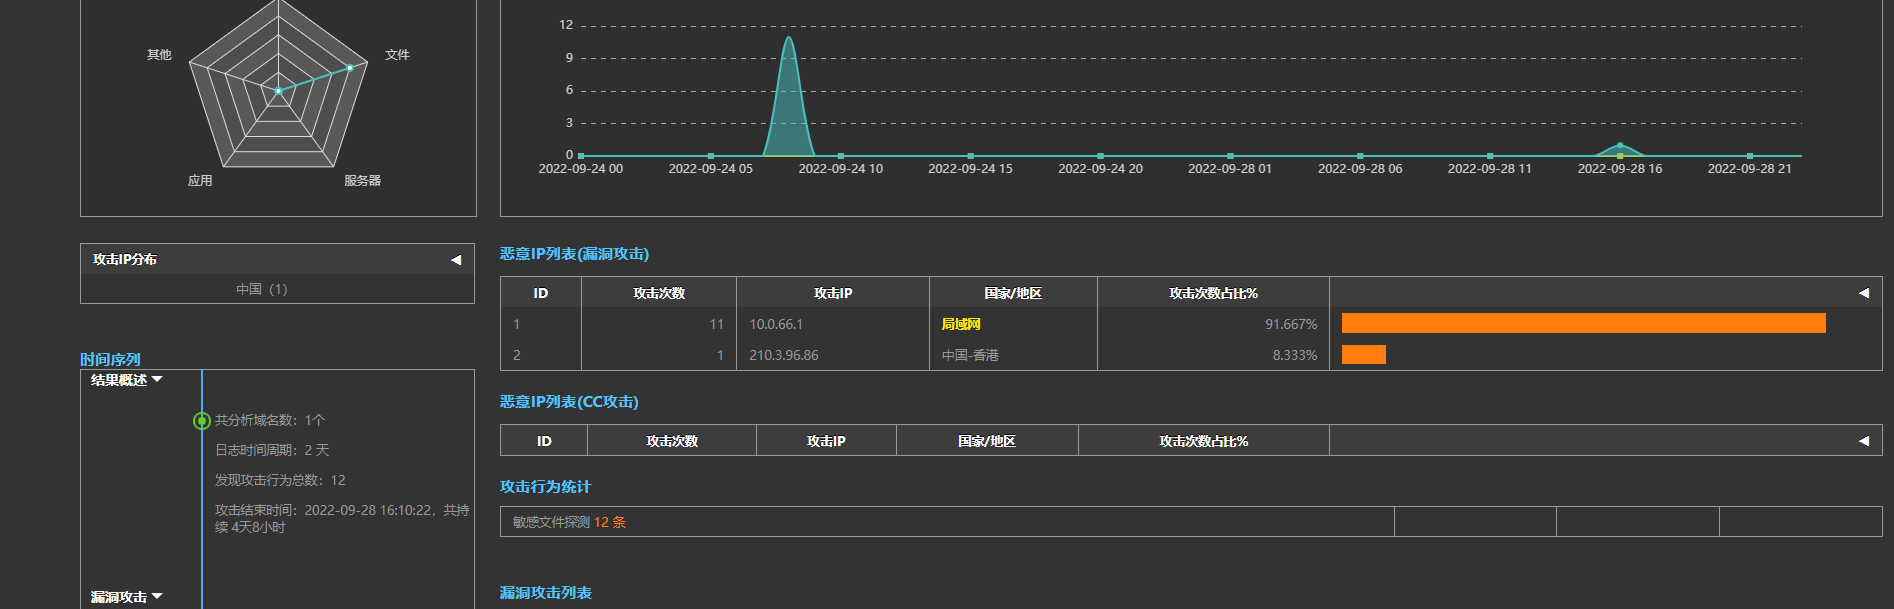 其他
文件
应用
服务器
12
9
6
3
0
2022-09-24 00
2022-09-24 05
2022-09-24 10
2022-09-24 15
2022-09-24 20
2022-09-28 01
2022-09-28 06
2022-09-28 11
2022-09-28 16
2022-09-28 21
攻击IP分布
中国（1）
时间序列
结果概述
共分析域名数：1个
日志时间周期：2 天
发现攻击行为总数：12
攻击结束时间：2022-09-28 16:10:22，共持
续 4天8小时
漏洞攻击
恶意IP列表(漏洞攻击)
ID 攻击次数 攻击IP 国家/地区 攻击次数占比%
1 11 10.0.66.1 局域网 91.667%
2 1 210.3.96.86 中国-香港 8.333%
恶意IP列表(CC攻击)
ID 攻击次数 攻击IP 国家/地区 攻击次数占比%
攻击行为统计
敏感文件探测 12 条
漏洞攻击列表